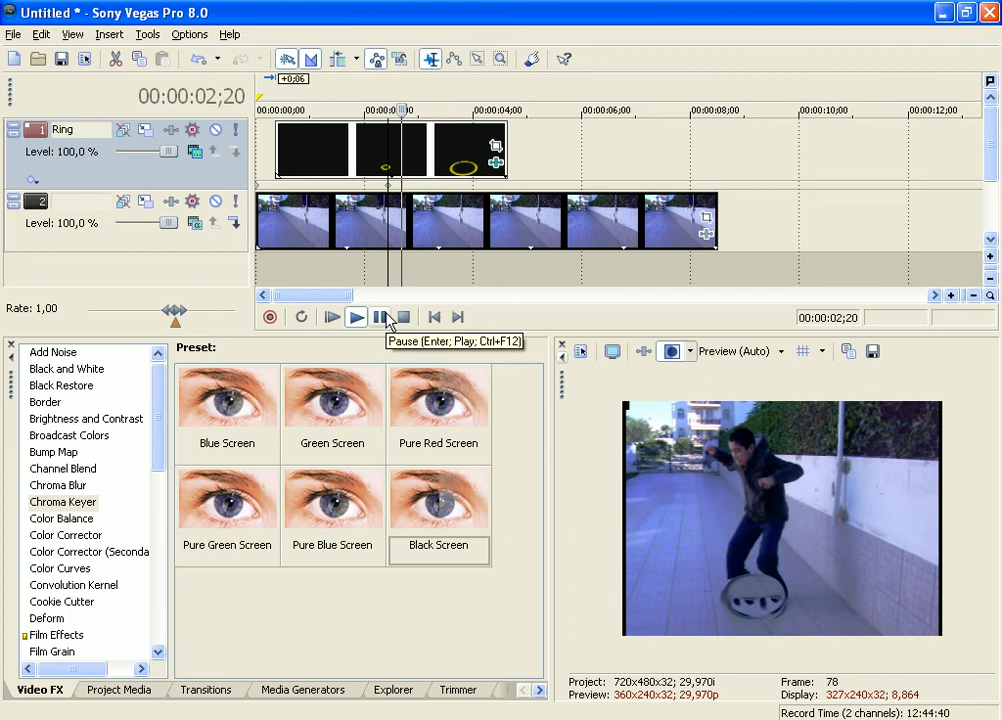 Untitled * - Sony Vegas Pro 8.0
File Edit View Insert Tools Options Help
+0;06
00:00:02;20
00:00:00;00 00:00:0 00:00:04;00 00:00:06;00 00:00:08;00 00:00:10;00 00:00:12;00
1 Ring
Level: 100,0 %
2
Level: 100,0 %
Rate: 1,00
00:00:02;20
Pause (Enter; Play; Ctrl+F12)
Add Noise
Black and White
Black Restore
Border
Brightness and Contrast
Broadcast Colors
Bump Map
Channel Blend
Chroma Blur
Chroma Keyer
Color Balance
Color Corrector
Color Corrector (Seconda
Color Curves
Convolution Kernel
Cookie Cutter
Deform
Film Effects
Film Grain
Preset:
Blue Screen Green Screen Pure Red Screen
Pure Green Screen Pure Blue Screen Black Screen
Preview (Auto)
Video FX Project Media Transitions Media Generators Explorer Trimmer
Project: 720x480x32; 29,970i Frame: 78
Preview: 360x240x32; 29,970p Display: 327x240x32; 8,864
Record Time (2 channels): 12:44:40